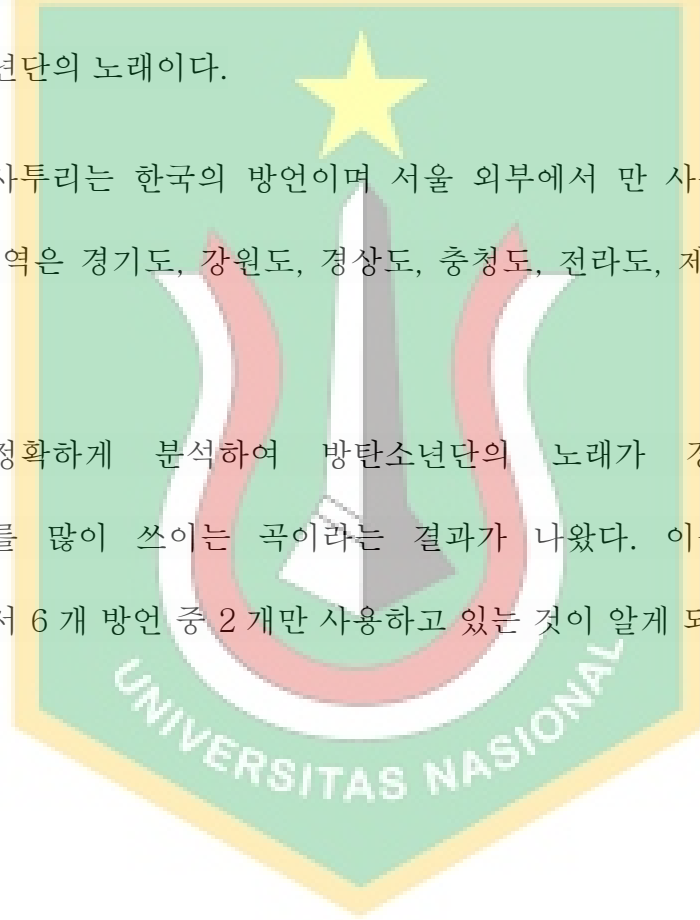 년단의 노래이다.
사투리는 한국의 방언이며 서울 외부에서 만 사
역은 경기도, 강원도, 경상도, 충청도, 전라도, 제
정확하게 분석하여 방탄소년단의 노래가
를 많이 쓰이는 곡이라는 결과가 나왔다. 이
서 6 개 방언 중 2 개만 사용하고 있는 것이 알게 되
UNIVERSITAS NASIONAL